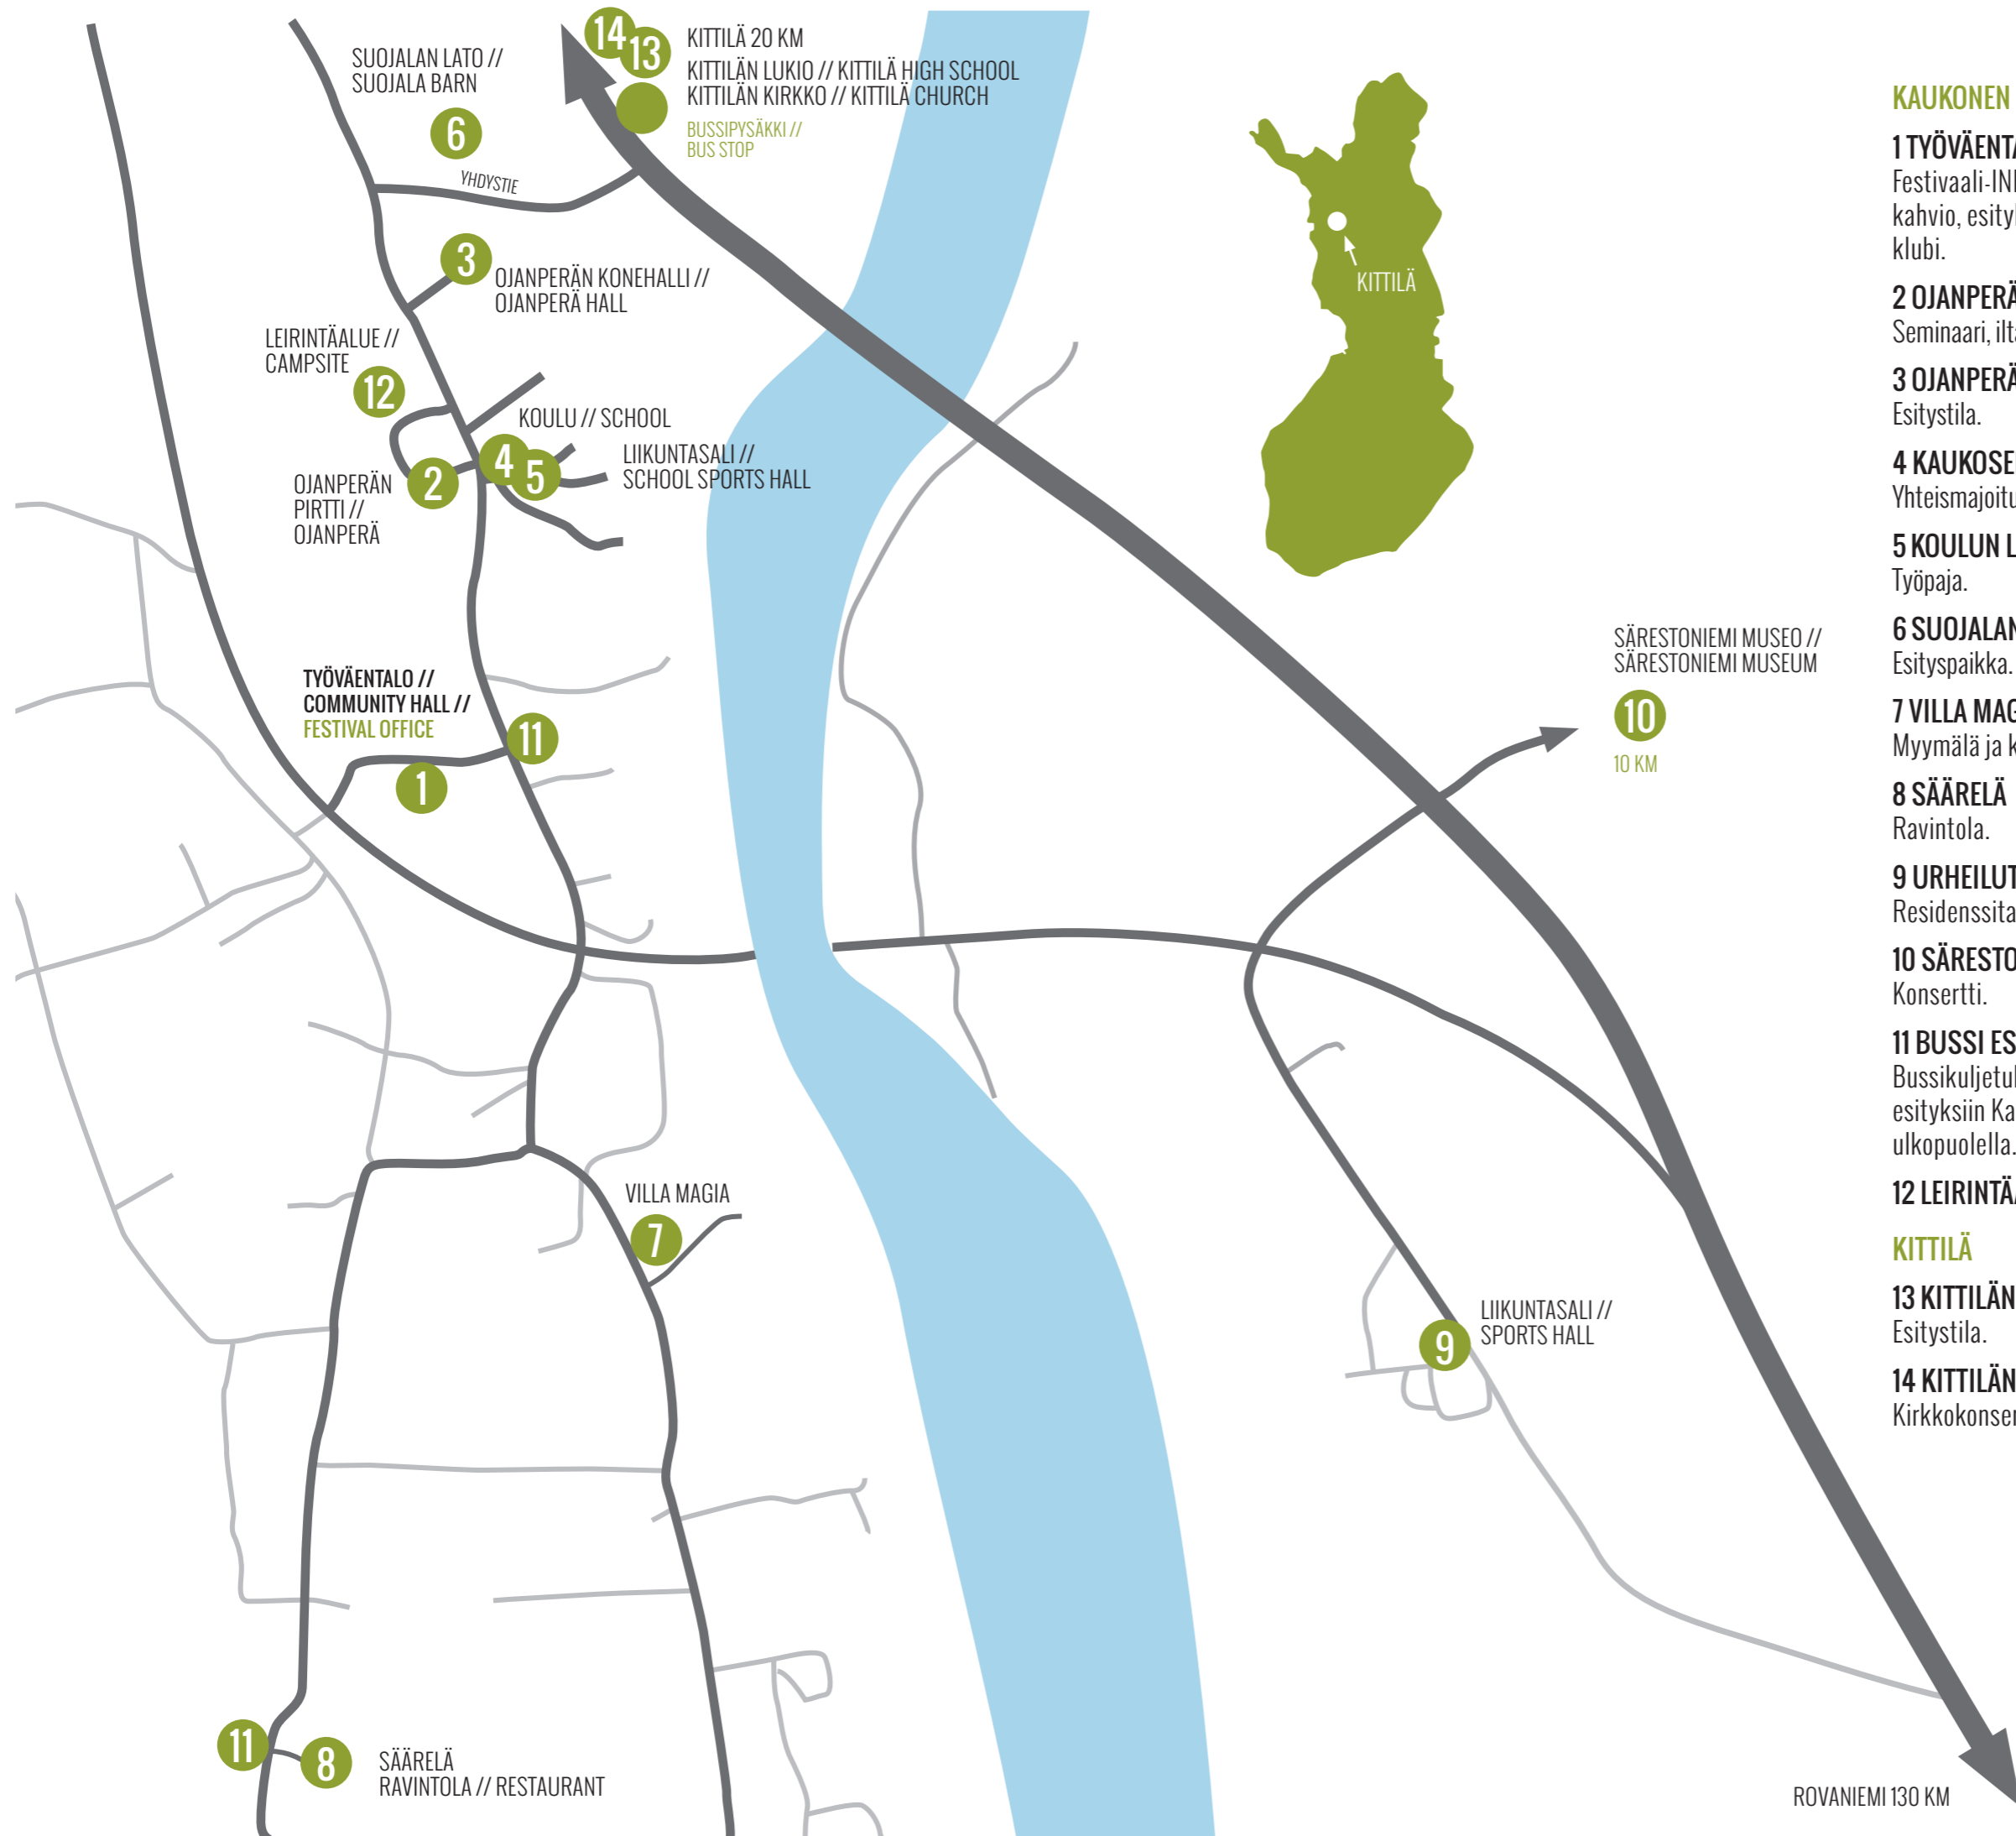 14
13
KITTILÄ 20 KM
KITTILÄN LUKIO // KITTILÄ HIGH SCHOOL
KITTILÄN KIRKKO // KITTILÄ CHURCH
BUSSIPYSÄKKI //
BUS STOP
SUOJALAN LATO //
SUOJALA BARN
6
YHDYSTIE
3
OJANPERÄN KONEHALLI //
OJANPERÄ HALL
LEIRINTÄALUE //
CAMPSITE
12
KOULU // SCHOOL
4
5
LIIKUNTASALI //
SCHOOL SPORTS HALL
2
OJANPERÄN
PIRTTI //
OJANPERÄ
TYÖVÄENTALO //
COMMUNITY HALL //
FESTIVAL OFFICE
11
1
KITTILÄ
SÄRESTONIEMI MUSEO //
SÄRESTONIEMI MUSEUM
10
10 KM
VILLA MAGIA
7
LIIKUNTASALI //
SPORTS HALL
9
11
8
SÄÄRELÄ
RAVINTOLA // RESTAURANT
ROVANIEMI 130 KM
KAUKONEN
1 TYÖVÄENTA
Festivaali-IN
kahvio, esity
klubi.
2 OJANPERÄ
Seminaari, ilt
3 OJANPERÄ
Esitystila.
4 KAUKOSE
Yhteismajoitu
5 KOULUN L
Työpaja.
6 SUOJALAN
Esityspaikka.
7 VILLA MAG
Myymälä ja k
8 SÄÄRELÄ
Ravintola.
9 URHEILUT
Residenssita
10 SÄRESTO
Konsertti.
11 BUSSI ES
Bussikuljetu
esityksiin Ka
ulkopuolella.
12 LEIRINTÄ
KITTILÄ
13 KITTILÄN
Esitystila.
14 KITTILÄN
Kirkkokonse